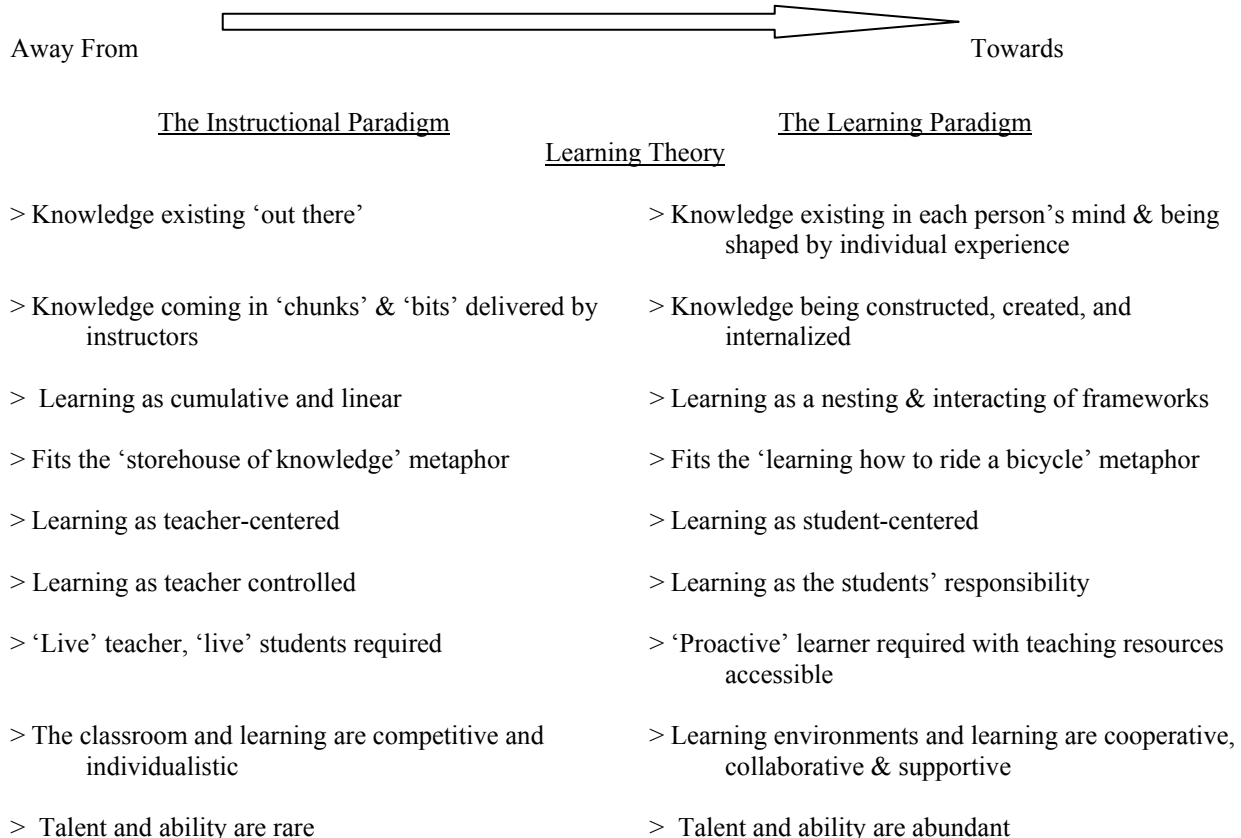 Away From Towards
The Instructional Paradigm The Learning Paradigm
Learning Theory
> Knowledge existing ‘out there’ > Knowledge existing in each person’s mind & being
shaped by individual experience
> Knowledge coming in ‘chunks’ & ‘bits’ delivered by > Knowledge being constructed, created, and
instructors internalized
> Learning as cumulative and linear > Learning as a nesting & interacting of frameworks
> Fits the ‘storehouse of knowledge’ metaphor > Fits the ‘learning how to ride a bicycle’ metaphor
> Learning as teacher-centered > Learning as student-centered
> Learning as teacher controlled > Learning as the students’ responsibility
> ‘Live’ teacher, ‘live’ students required > ‘Proactive’ learner required with teaching resources
accessible
> The classroom and learning are competitive and > Learning environments and learning are cooperative,
individualistic collaborative & supportive
> Talent and ability are rare > Talent and ability are abundant